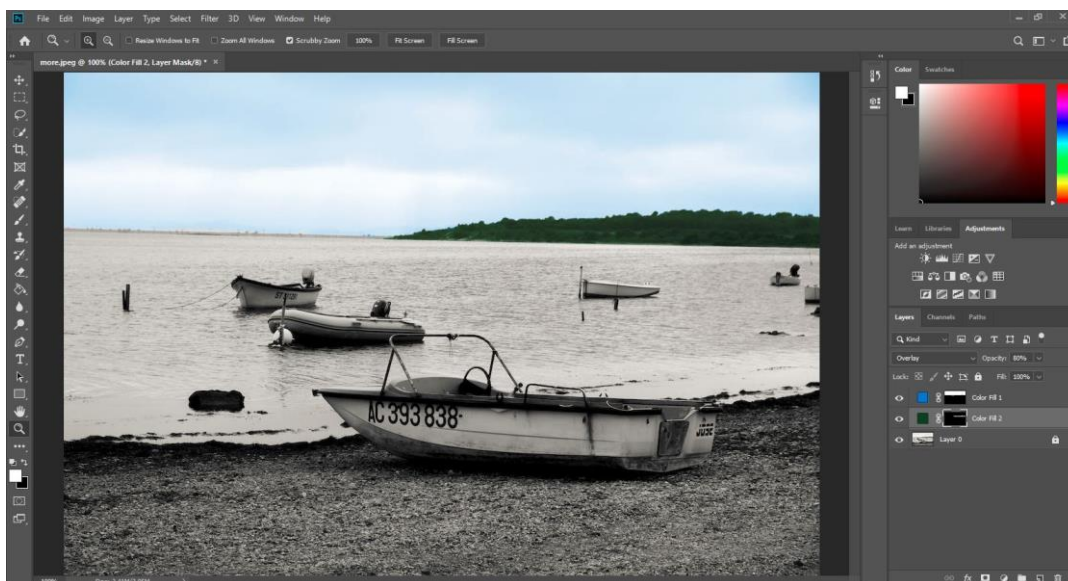 Ps File Edit Image Layer Type Select Filter 3D View Window Help
Resize Windows to Fit Zoom All Windows Scrubby Zoom 100% Fit Screen Fill Screen
more.jpeg @ 100% (Color Fill 2, Layer Mask/8) * ×
Color Swatches
AC 393 838
JOSE
Learn Libraries Adjustments
Add an adjustment
Layers Channels Paths
Kind
Overlay Opacity: 80%
Lock: Fill: 100%
Color Fill 1
Color Fill 2
Layer 0
fx